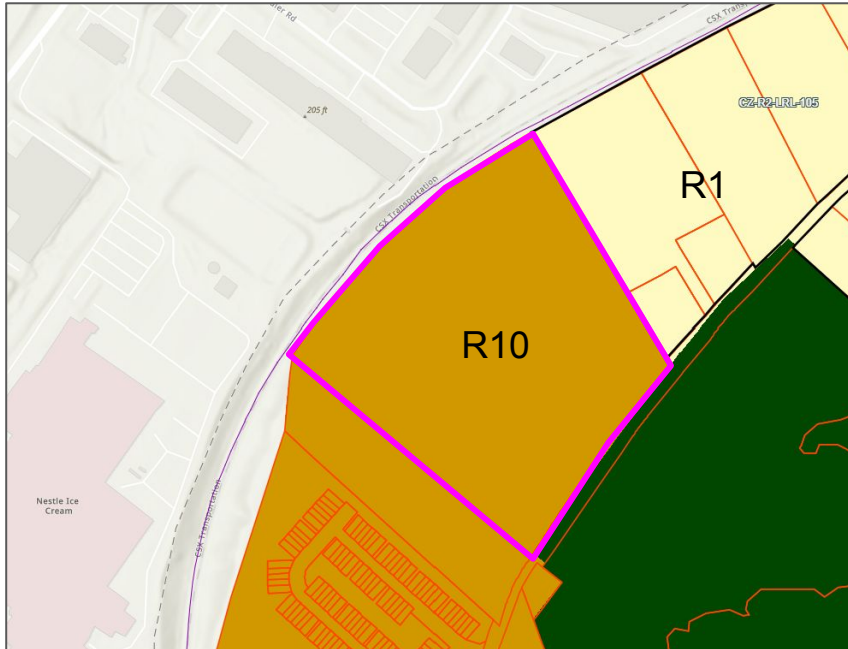 205 ft
CSX Transportation
CZ-R2-LRL-105
R1
R10
Nestle Ice
Cream
CSX Transportation